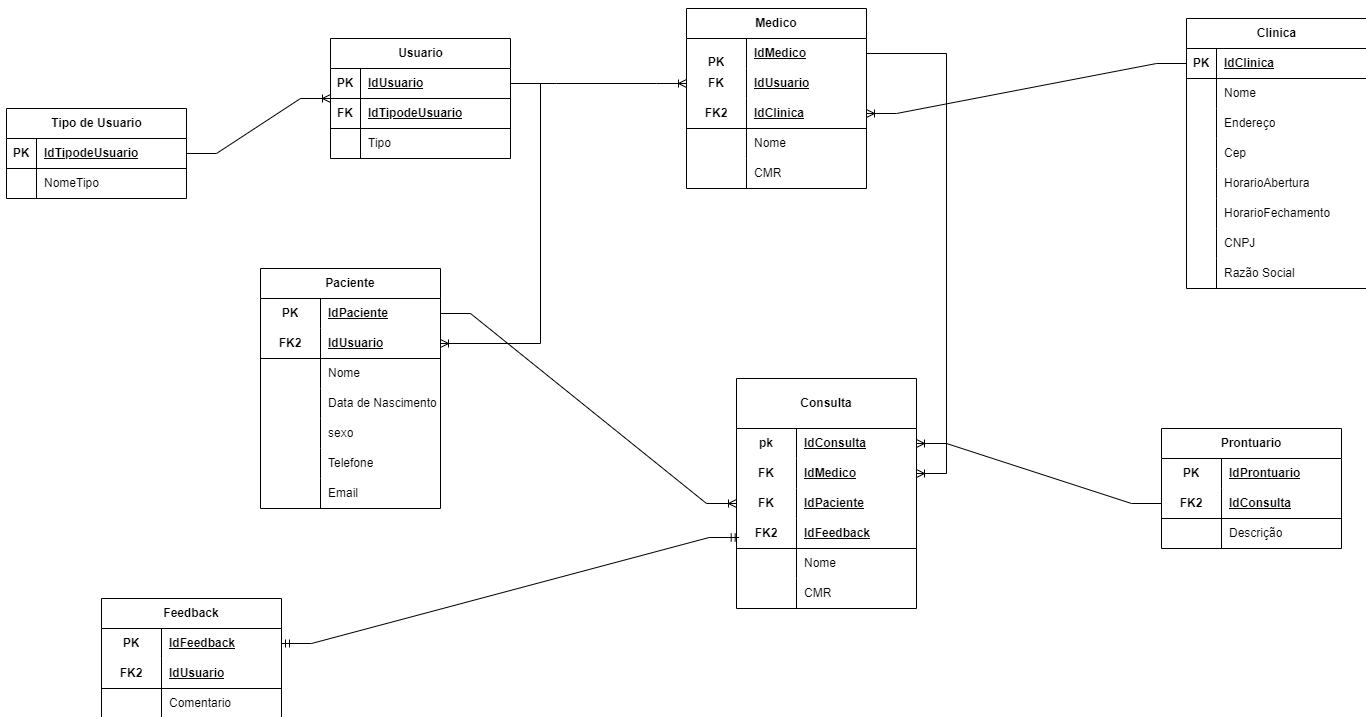 Tipo de Usuario
PK IdTipodeUsuario
NomeTipo
Usuario
PK IdUsuario
FK IdTipodeUsuario
Tipo
Medico
PK IdMedico
FK IdUsuario
FK2 IdClinica
Nome
CMR
Clinica
PK IdClinica
Nome
Endereço
Cep
HorarioAbertura
HorarioFechamento
CNPJ
Razão Social
Paciente
PK IdPaciente
FK2 IdUsuario
Nome
Data de Nascimento
sexo
Telefone
Email
Consulta
pk IdConsulta
FK IdMedico
FK IdPaciente
FK2 IdFeedback
Nome
CMR
Prontuario
PK IdProntuario
FK2 IdConsulta
Descrição
Feedback
PK IdFeedback
FK2 IdUsuario
Comentario